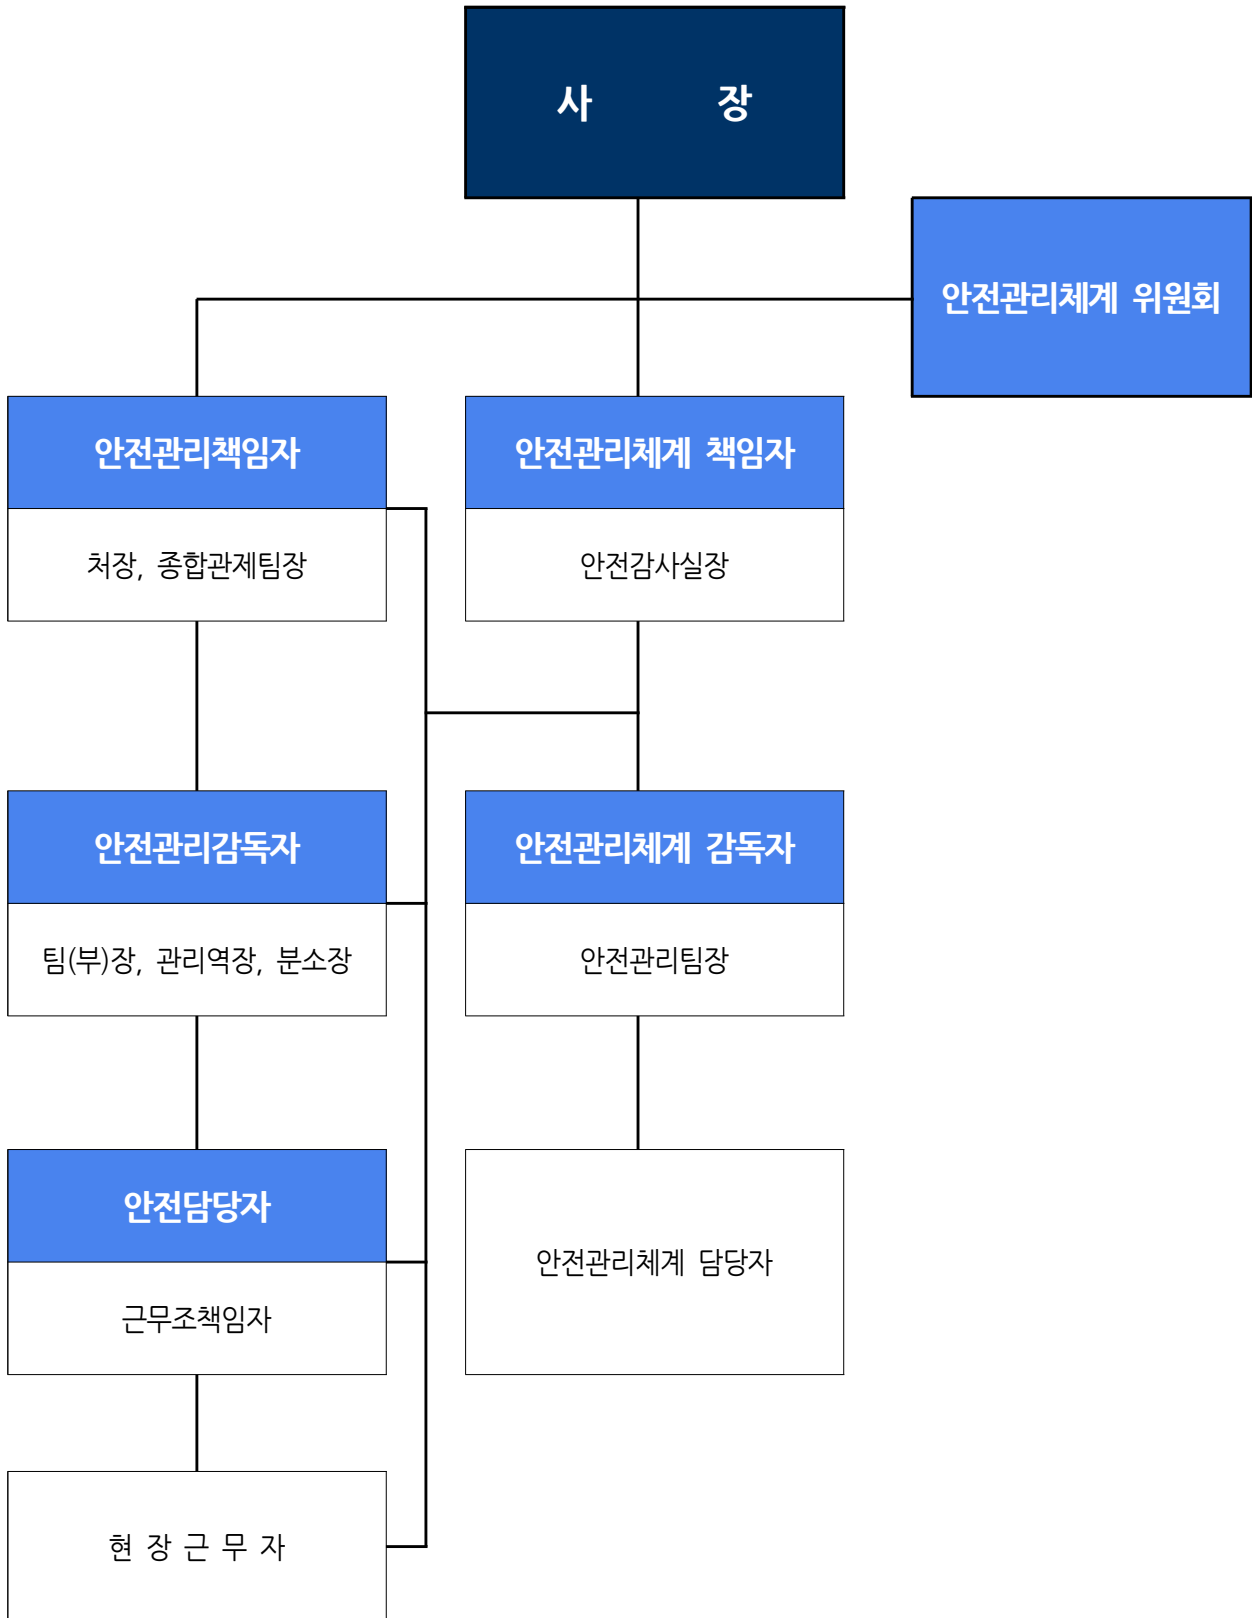 사 장
안전관리체계 위원회
안전관리책임자
처장, 종합관제팀장
안전관리체계 책임자
안전감사실장
안전관리감독자
팀(부)장, 관리역장, 분소장
안전관리체계 감독자
안전관리팀장
안전담당자
근무조책임자
안전관리체계 담당자
현 장 근 무 자